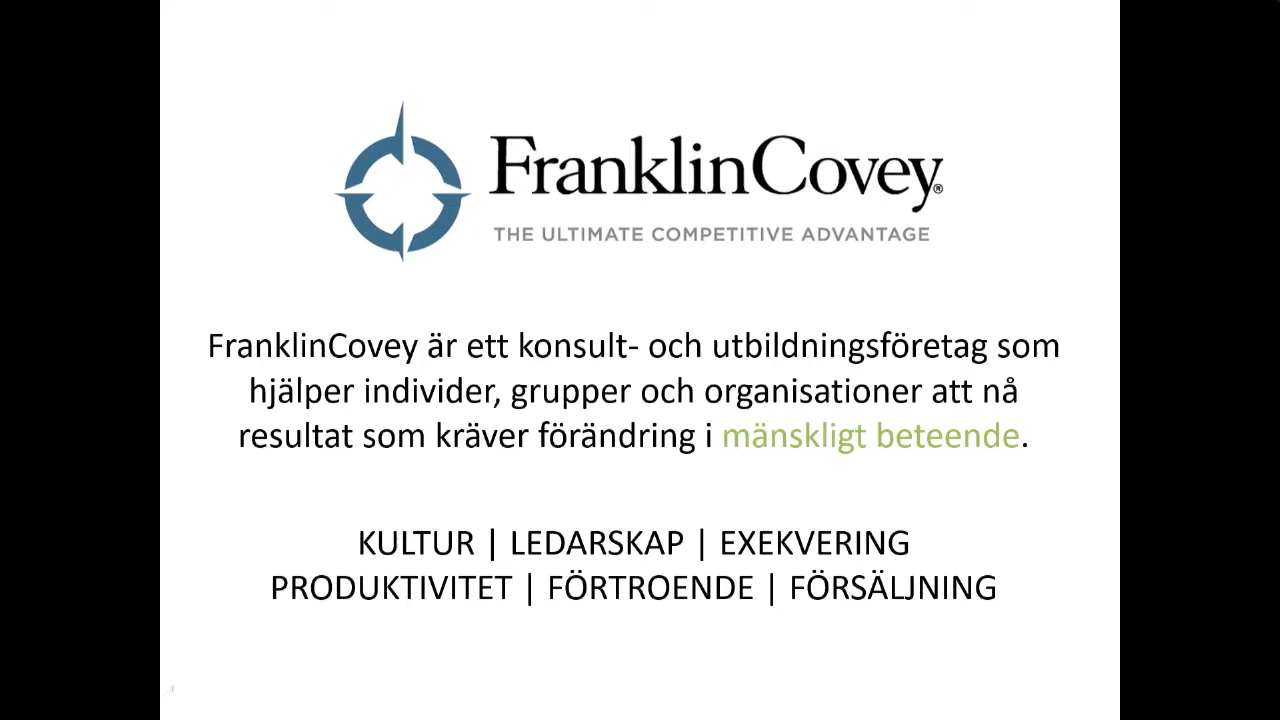 FranklinCovey®
THE ULTIMATE COMPETITIVE ADVANTAGE
FranklinCovey är ett konsult- och utbildningsföretag som
hjälper individer, grupper och organisationer att nå
resultat som kräver förändring i mänskligt beteende.
KULTUR | LEDARSKAP | EXEKVERING
PRODUKTIVITET | FÖRTROENDE | FÖRSÄLJNING